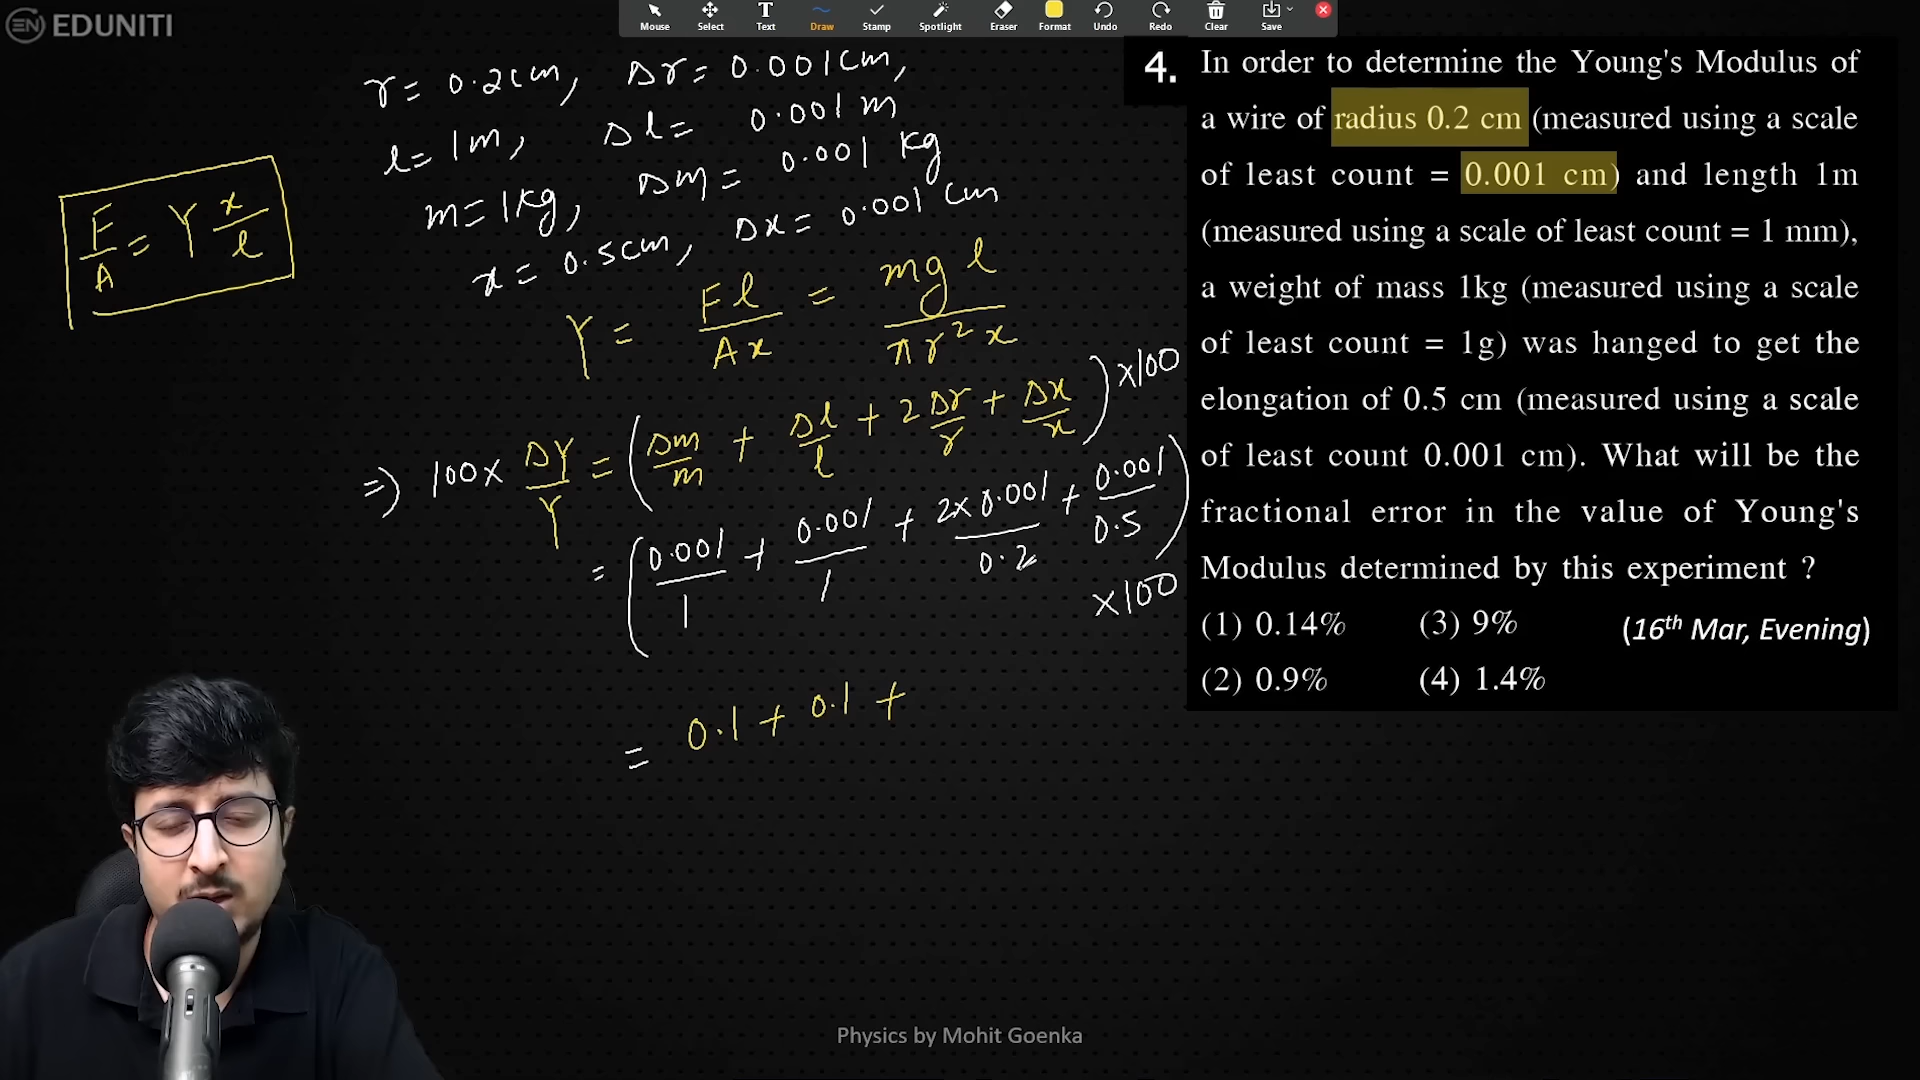 EN EDUNITI
Mouse Select Text Draw Stamp Spotlight Eraser Format Undo Redo Clear Save
r = 0.2cm, Δr = 0.001cm,
l = 1m, Δl = 0.001 m
m = 1kg, Δm = 0.001 kg
x = 0.5cm, Δx = 0.001 cm
F/A = Y x/l
Y = Fl/Ax = mgl/πr²x
⇒ 100 × ΔY/Y = (Δm/m + Δl/l + 2Δr/r + Δx/x) ×100
= (0.001/1 + 0.001/1 + 2×0.001/0.2 + 0.001/0.5) ×100
= 0.1 + 0.1 +
4. In order to determine the Young's Modulus of
a wire of radius 0.2 cm (measured using a scale
of least count = 0.001 cm) and length 1m
(measured using a scale of least count = 1 mm),
a weight of mass 1kg (measured using a scale
of least count = 1g) was hanged to get the
elongation of 0.5 cm (measured using a scale
of least count 0.001 cm). What will be the
fractional error in the value of Young's
Modulus determined by this experiment ?
(1) 0.14% (3) 9% (16th Mar, Evening)
(2) 0.9% (4) 1.4%
Physics by Mohit Goenka